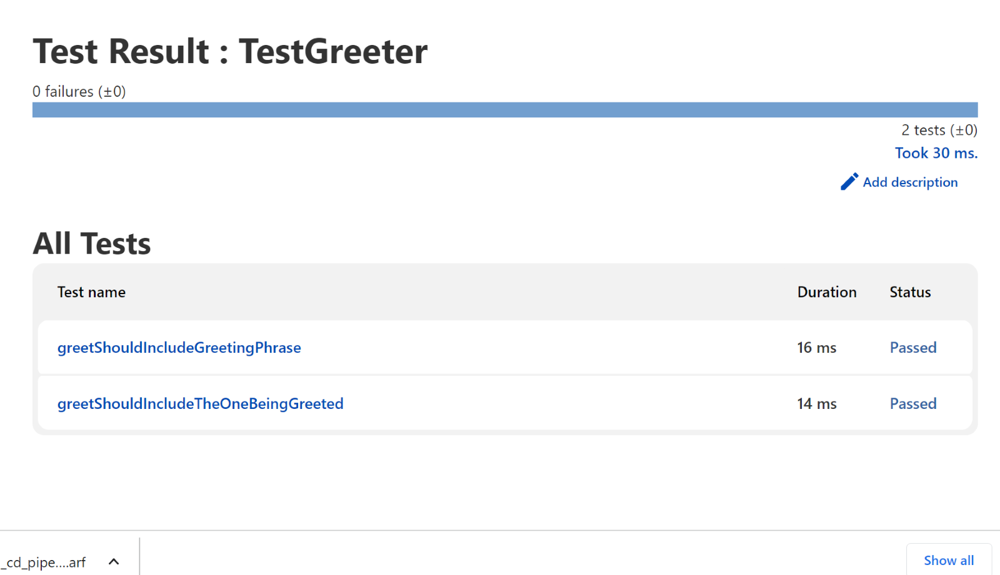 Test Result : TestGreeter
0 failures (±0)
2 tests (±0)
Took 30 ms.
Add description
All Tests
Test name Duration Status
greetShouldIncludeGreetingPhrase 16 ms Passed
greetShouldIncludeTheOneBeingGreeted 14 ms Passed
_cd_pipe....arf Show all